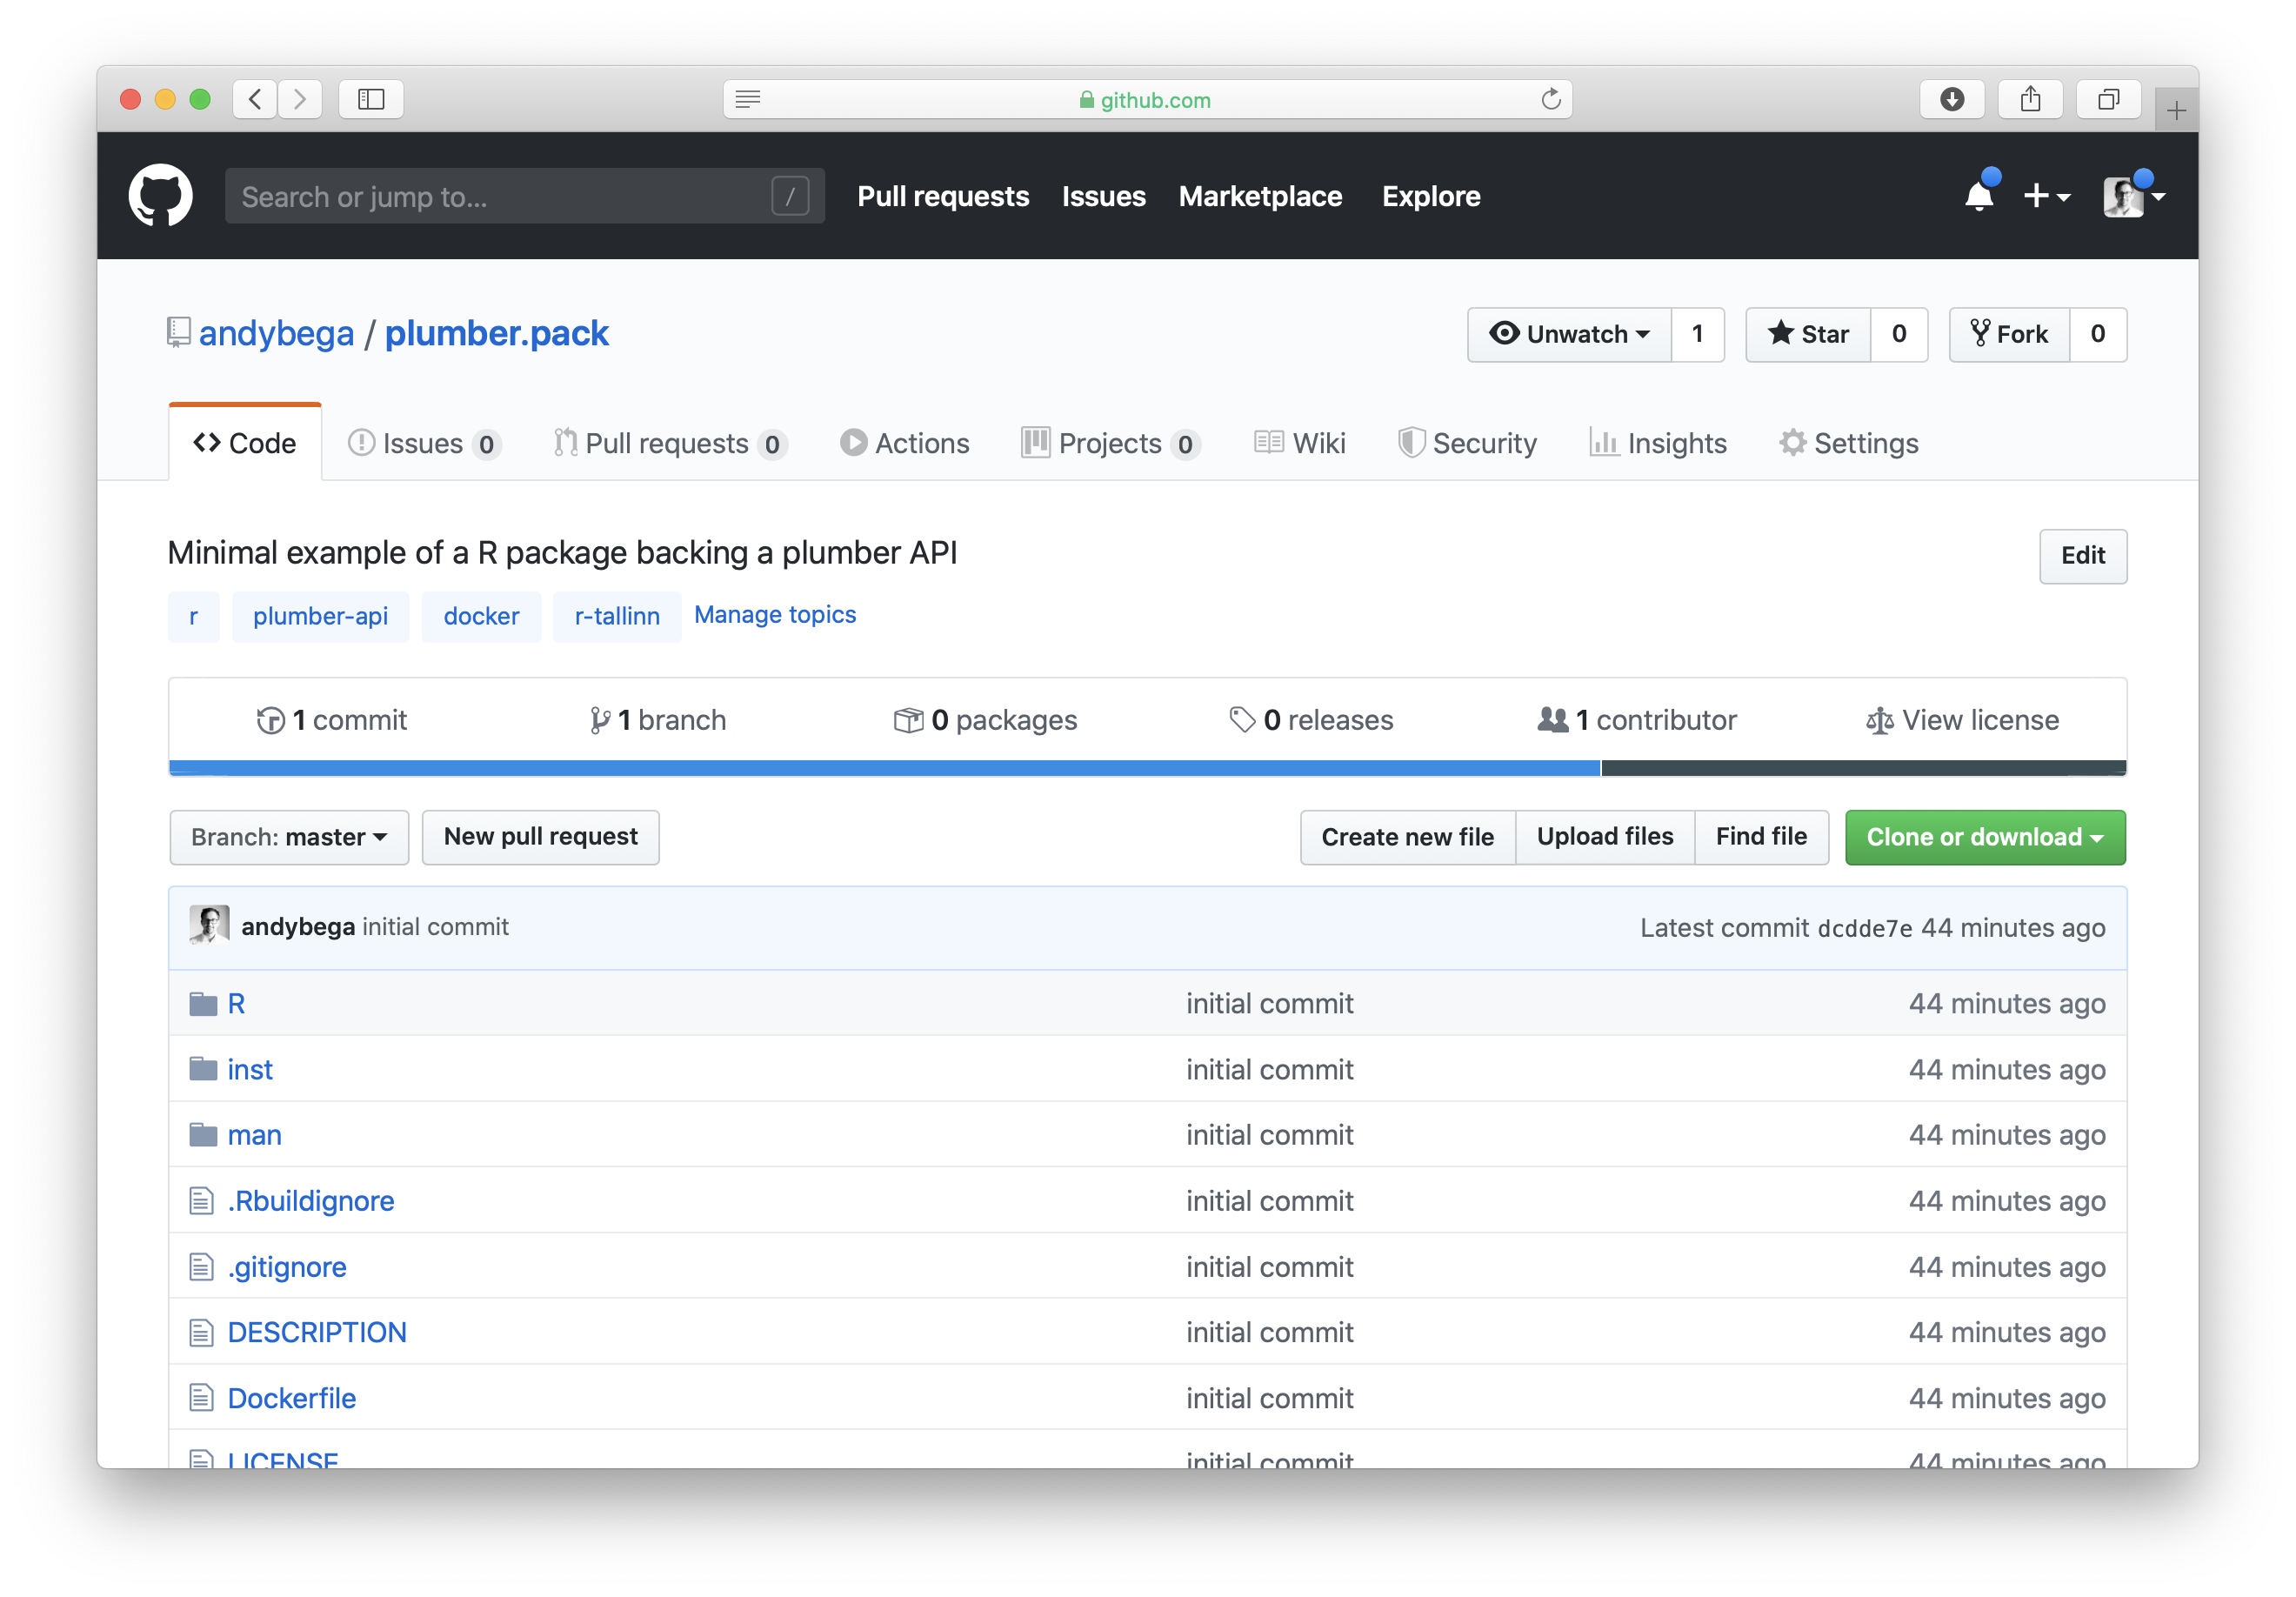 github.com
Search or jump to... / Pull requests Issues Marketplace Explore
andybega / plumber.pack Unwatch 1 Star 0 Fork 0
Code Issues 0 Pull requests 0 Actions Projects 0 Wiki Security Insights Settings
Minimal example of a R package backing a plumber API Edit
r plumber-api docker r-tallinn Manage topics
1 commit 1 branch 0 packages 0 releases 1 contributor View license
Branch: master New pull request Create new file Upload files Find file Clone or download
andybega initial commit Latest commit dcdde7e 44 minutes ago
R initial commit 44 minutes ago
inst initial commit 44 minutes ago
man initial commit 44 minutes ago
.Rbuildignore initial commit 44 minutes ago
.gitignore initial commit 44 minutes ago
DESCRIPTION initial commit 44 minutes ago
Dockerfile initial commit 44 minutes ago
LICENSE initial commit 44 minutes ago